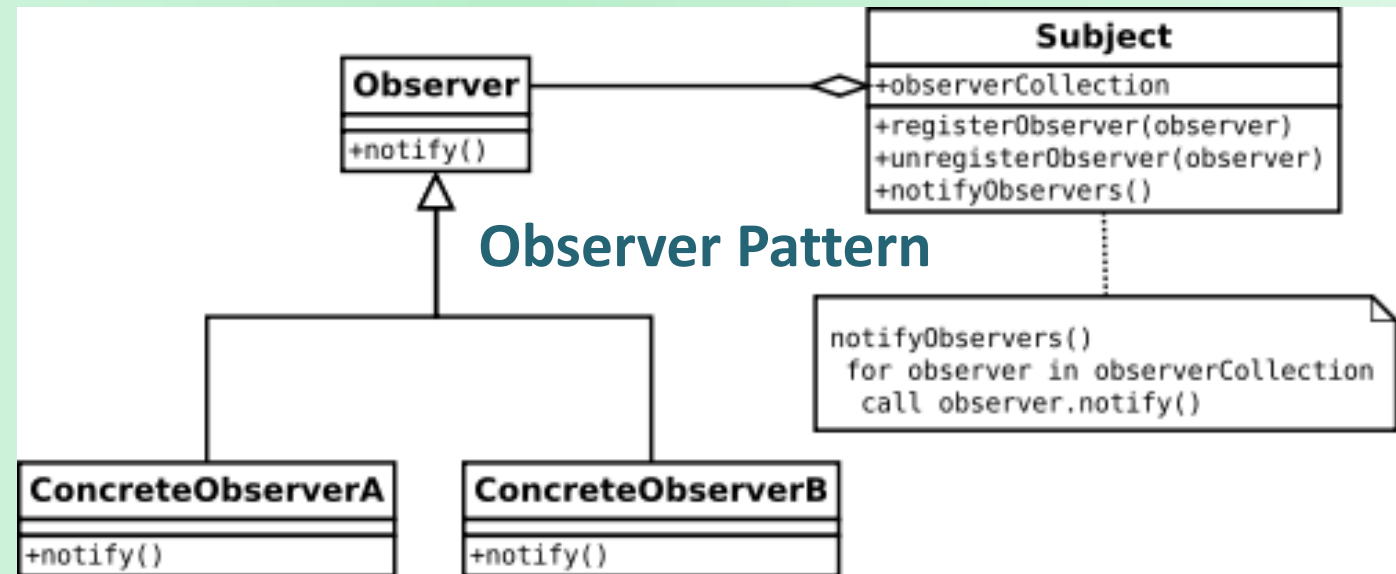 Observer
+notify()
Subject
+observerCollection
+registerObserver(observer)
+unregisterObserver(observer)
+notifyObservers()
Observer Pattern
notifyObservers()
for observer in observerCollection
call observer.notify()
ConcreteObserverA
+notify()
ConcreteObserverB
+notify()